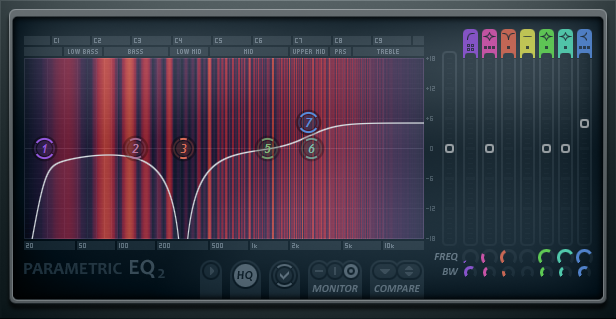 C1 C2 C3 C4 C5 C6 C7 C8 C9
LOW BASS BASS LOW MID MID UPPER MID PRS TREBLE
+18
+12
+6
0
-6
-12
-18
1 2 3 5 6 7
20 50 100 200 500 1k 2k 5k 10k
FREQ
BW
PARAMETRIC EQ 2
HQ
MONITOR COMPARE